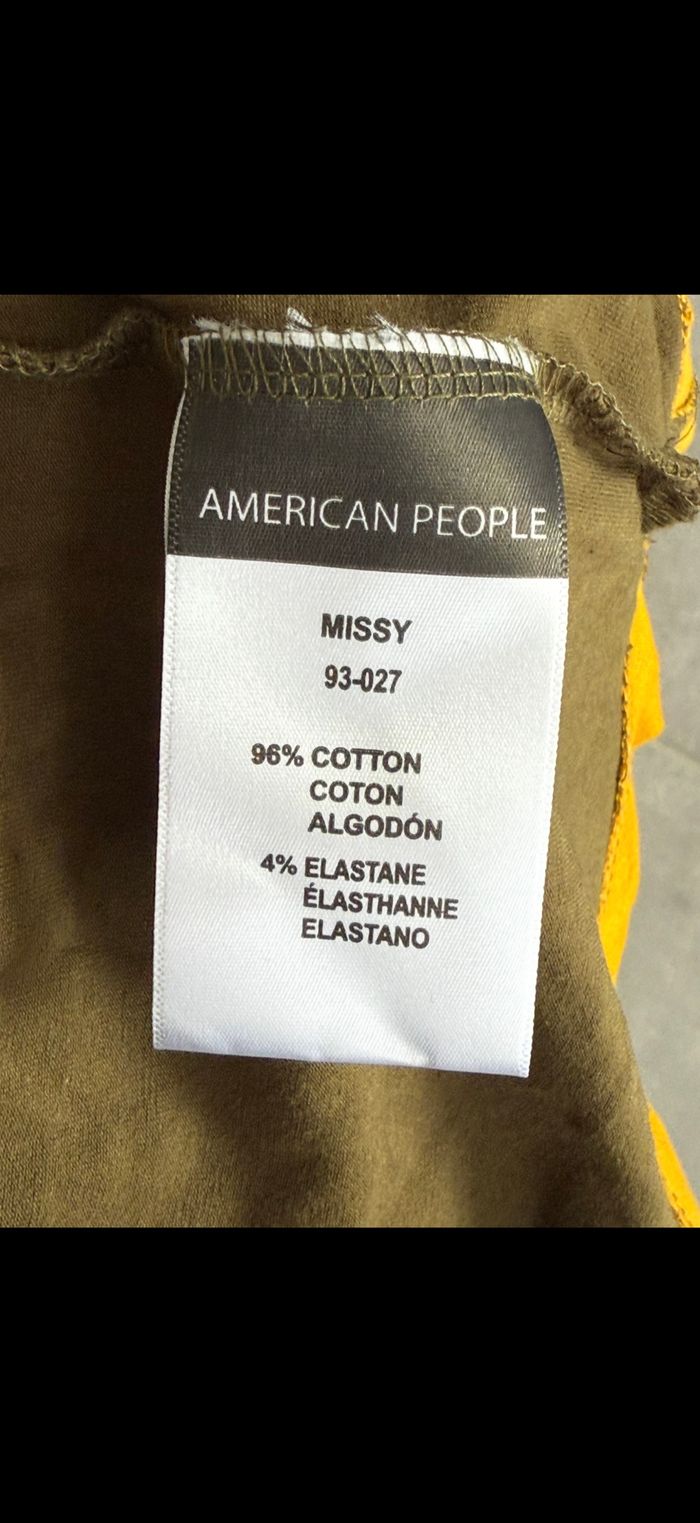 AMERICAN PEOPLE
MISSY
93-027
96% COTTON
COTON
ALGODÓN
4% ELASTANE
ÉLASTHANNE
ELASTANO